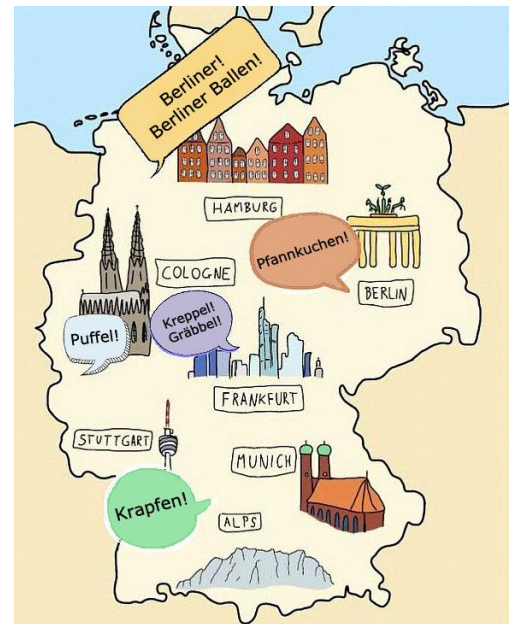 Berliner!
Berliner Ballen!
HAMBURG
Pfannkuchen!
COLOGNE
BERLIN
Kreppel!
Gräbbel!
Puffel!
FRANKFURT
STUTTGART
MUNICH
Krapfen!
ALPS